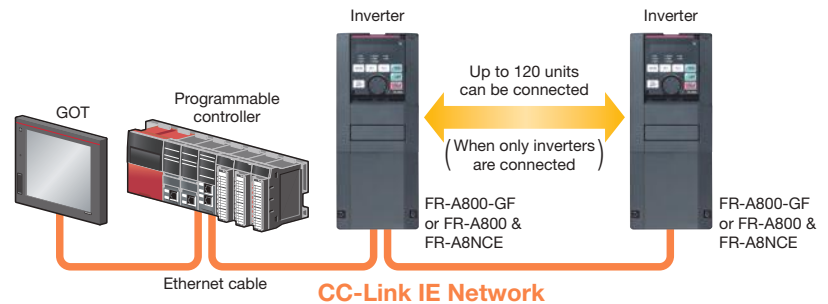 Inverter
Inverter
Up to 120 units
can be connected
GOT
Programmable
controller
(When only inverters
are connected)
FR-A800-GF
or FR-A800 &
FR-A8NCE
FR-A800-GF
or FR-A800 &
FR-A8NCE
Ethernet cable
CC-Link IE Network